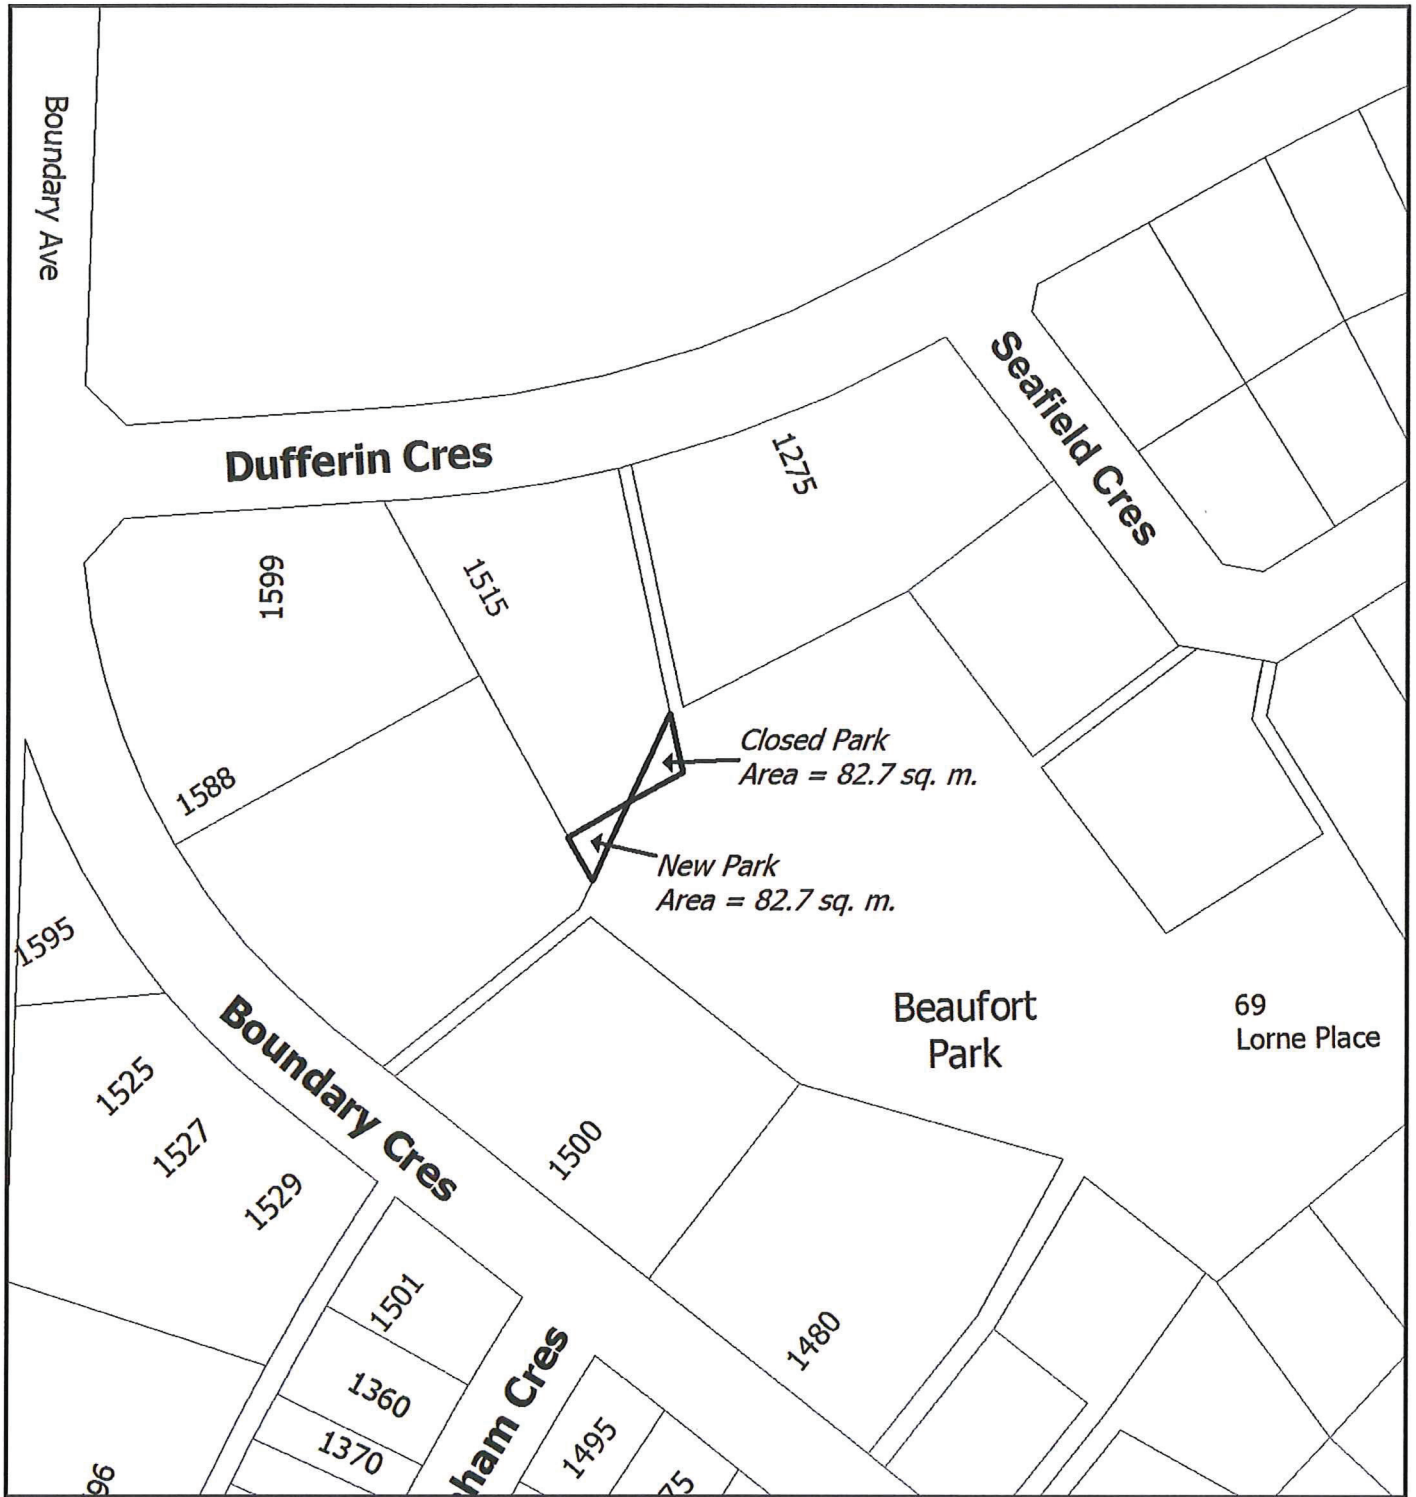 Boundary Ave
Seafield Cres
Dufferin Cres
1275
1599
1515
Closed Park
Area = 82.7 sq. m.
1588
New Park
Area = 82.7 sq. m.
1595
Beaufort
Park
69
Lorne Place
Boundary Cres
1525
1527
1529
1500
1501
1480
1360
1370
ham Cres
1495
75
96